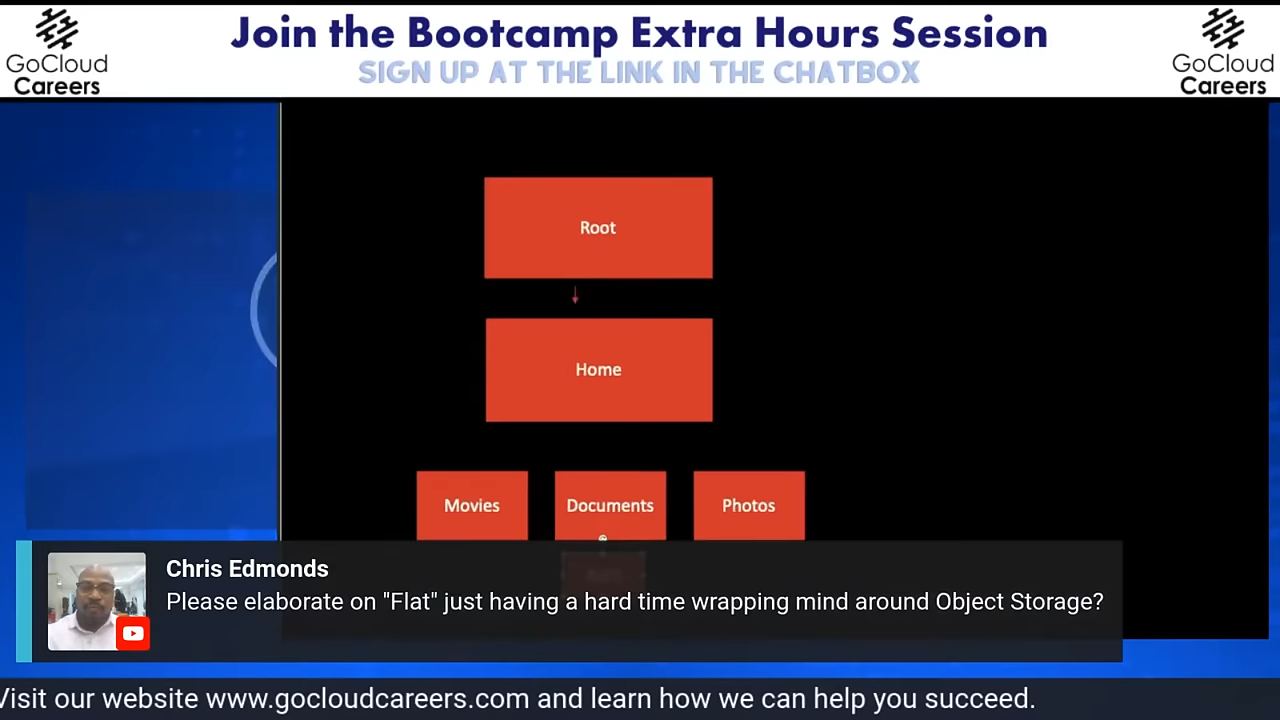 Join the Bootcamp Extra Hours Session
SIGN UP AT THE LINK IN THE CHATBOX
GoCloud
Careers
GoCloud
Careers
Root
Home
Movies
Documents
Photos
Chris Edmonds
Please elaborate on "Flat" just having a hard time wrapping mind around Object Storage?
Visit our website www.gocloudcareers.com and learn how we can help you succeed.